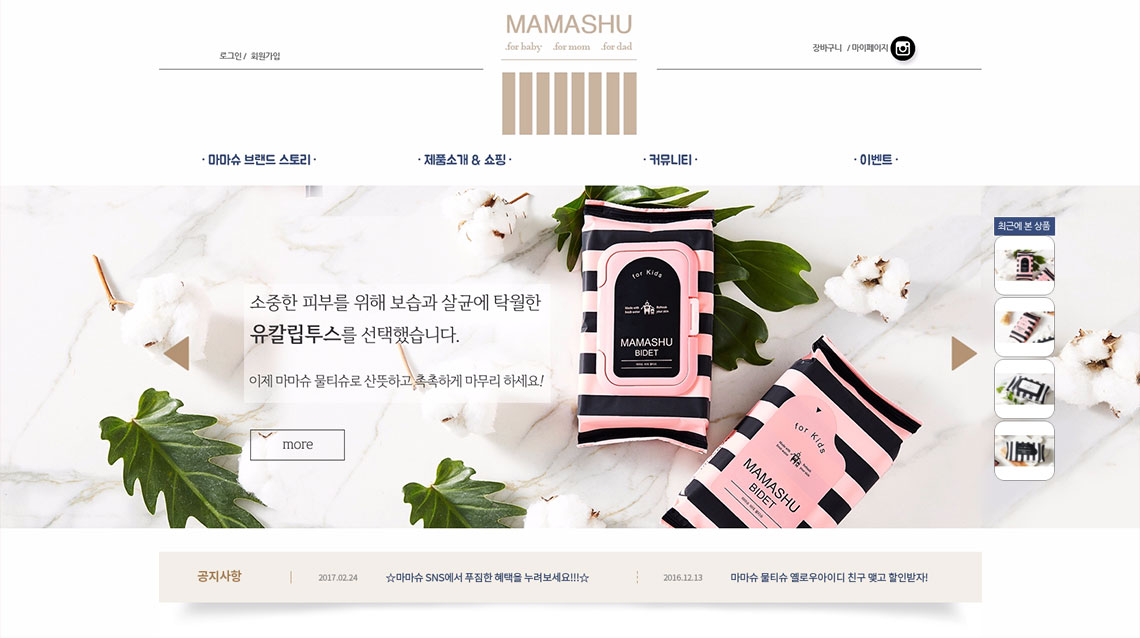 MAMASHU
.for baby .for mom .for dad
로그인 / 회원가입
장바구니 / 마이페이지
· 마마슈 브랜드 스토리 ·
· 제품소개 & 쇼핑 ·
· 커뮤니티 ·
· 이벤트 ·
최근에 본 상품
소중한 피부를 위해 보습과 살균에 탁월한
유칼립투스를 선택했습니다.
이제 마마슈 물티슈로 산뜻하고 촉촉하게 마무리 하세요!
more
for Kids
MAMASHU
BIDET
for Kids
MAMASHU
BIDET
공지사항
2017.02.24
☆마마슈 SNS에서 푸짐한 혜택을 누려보세요!!!☆
2016.12.13
마마슈 물티슈 옐로우아이디 친구 맺고 할인받자!